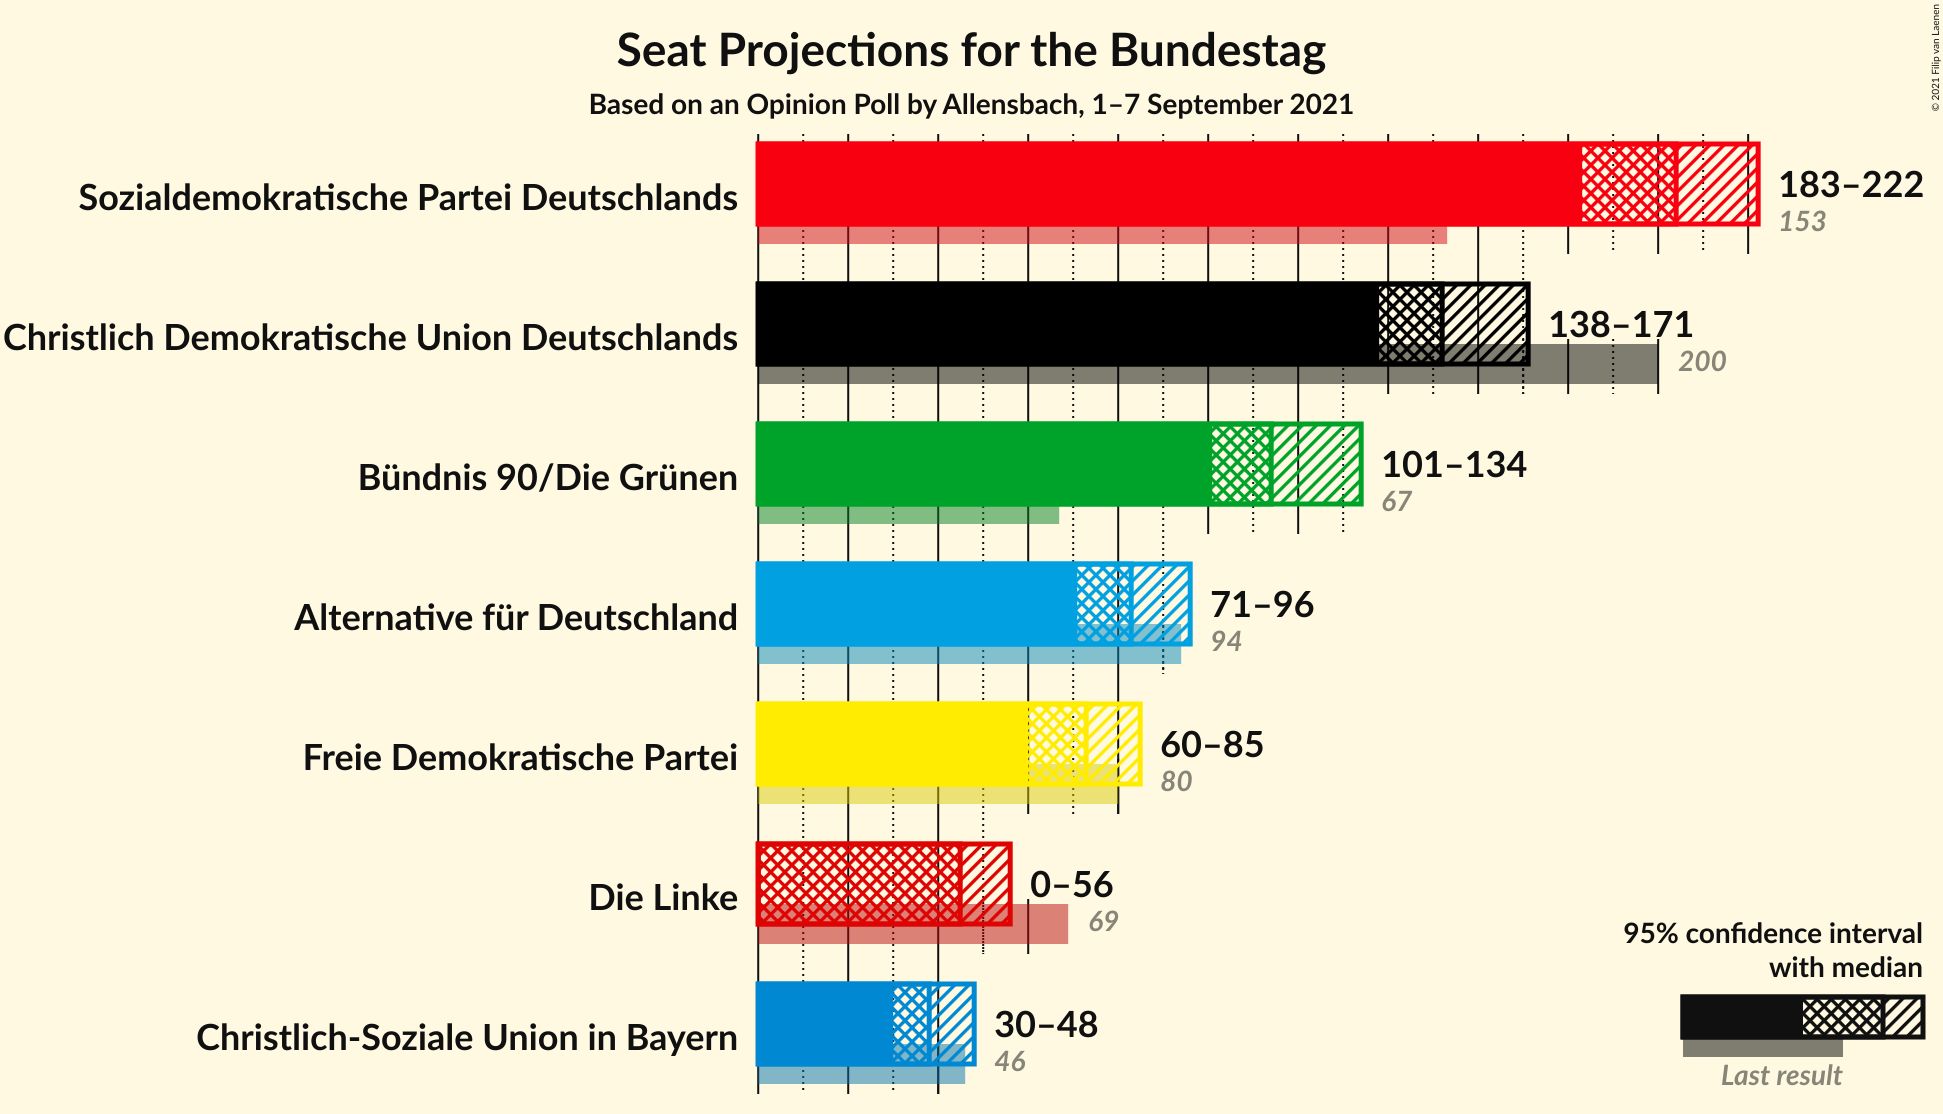 Seat Projections for the Bundestag
Based on an Opinion Poll by Allensbach, 1–7 September 2021
© 2021 Filip van Laenen
Sozialdemokratische Partei Deutschlands
183–222
153
Christlich Demokratische Union Deutschlands
138–171
200
Bündnis 90/Die Grünen
101–134
67
Alternative für Deutschland
71–96
94
Freie Demokratische Partei
60–85
80
Die Linke
0–56
69
Christlich-Soziale Union in Bayern
30–48
46
95% confidence interval
with median
Last result